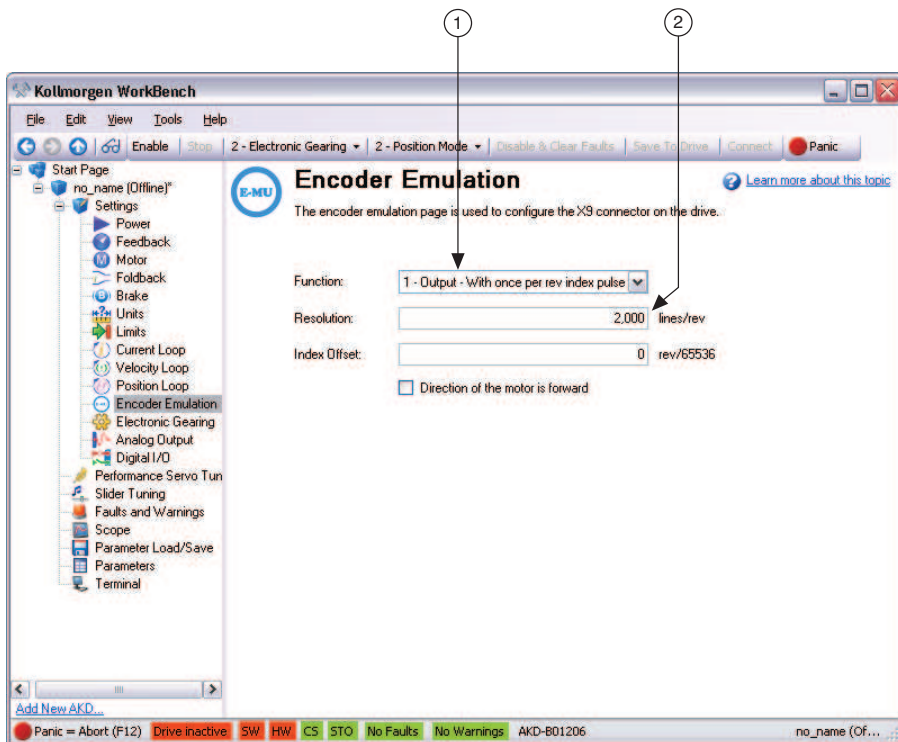 1 2
Kollmorgen WorkBench
File Edit View Tools Help
Enable Stop 2 - Electronic Gearing 2 - Position Mode Disable & Clear Faults Save To Drive Connect Panic
Start Page
no_name (Offline)*
Settings
Power
Feedback
Motor
Foldback
Brake
Units
Limits
Current Loop
Velocity Loop
Position Loop
Encoder Emulation
Electronic Gearing
Analog Output
Digital I/O
Performance Servo Tun
Slider Tuning
Faults and Warnings
Scope
Parameter Load/Save
Parameters
Terminal
Add New AKD...
E-MU
Encoder Emulation
Learn more about this topic
The encoder emulation page is used to configure the X9 connector on the drive.
Function: 1 - Output - With once per rev index pulse
Resolution: 2,000 lines/rev
Index Offset: 0 rev/65536
Direction of the motor is forward
Panic = Abort (F12) Drive inactive SW HW CS STO No Faults No Warnings AKD-B01206 no_name (Of...